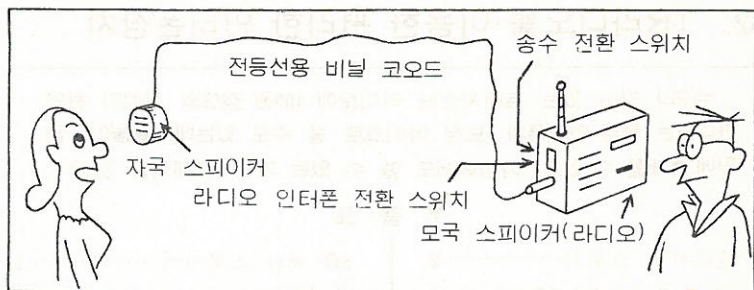 송수 전환 스위치
전등선용 비닐 코오드
자국 스피이커
라디오 인터폰 전환 스위치
모국 스피이커(라디오)